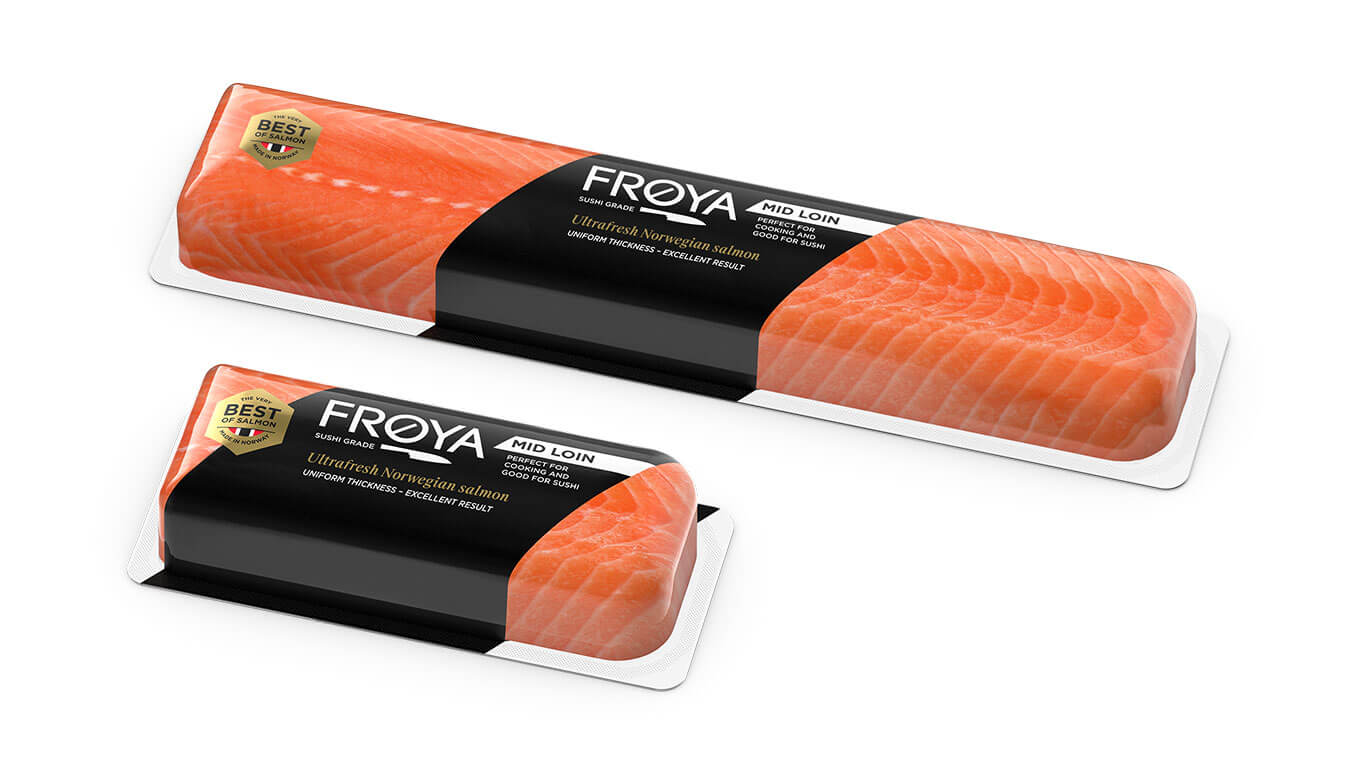 THE VERY
BEST
OF SALMON
MADE IN NORWAY
FRØYA
SUSHI GRADE
MID LOIN
PERFECT FOR
COOKING AND
GOOD FOR SUSHI
Ultrafresh Norwegian salmon
UNIFORM THICKNESS – EXCELLENT RESULT
THE VERY
BEST
OF SALMON
MADE IN NORWAY
FRØYA
SUSHI GRADE
MID LOIN
PERFECT FOR
COOKING AND
GOOD FOR SUSHI
Ultrafresh Norwegian salmon
UNIFORM THICKNESS – EXCELLENT RESULT